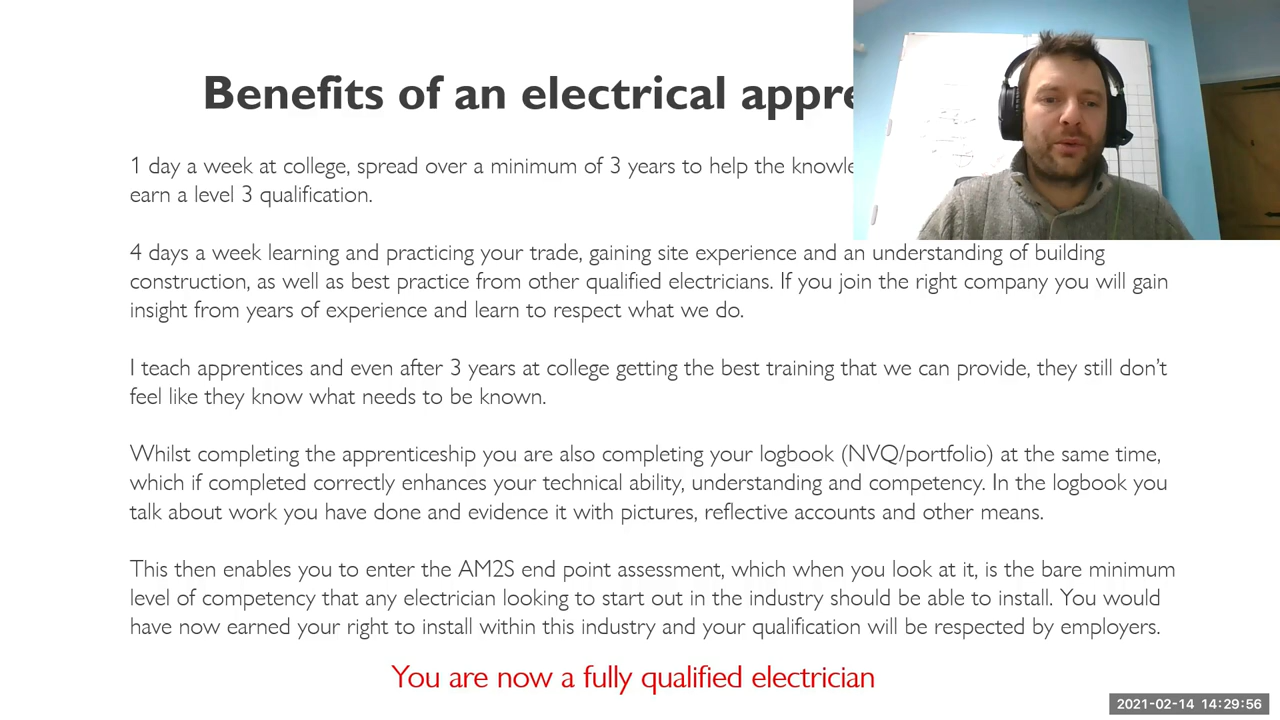 Benefits of an electrical appre
1 day a week at college, spread over a minimum of 3 years to help the knowle
earn a level 3 qualification.
4 days a week learning and practicing your trade, gaining site experience and an understanding of building
construction, as well as best practice from other qualified electricians. If you join the right company you will gain
insight from years of experience and learn to respect what we do.
I teach apprentices and even after 3 years at college getting the best training that we can provide, they still don't
feel like they know what needs to be known.
Whilst completing the apprenticeship you are also completing your logbook (NVQ/portfolio) at the same time,
which if completed correctly enhances your technical ability, understanding and competency. In the logbook you
talk about work you have done and evidence it with pictures, reflective accounts and other means.
This then enables you to enter the AM2S end point assessment, which when you look at it, is the bare minimum
level of competency that any electrician looking to start out in the industry should be able to install. You would
have now earned your right to install within this industry and your qualification will be respected by employers.
You are now a fully qualified electrician
2021-02-14 14:29:56